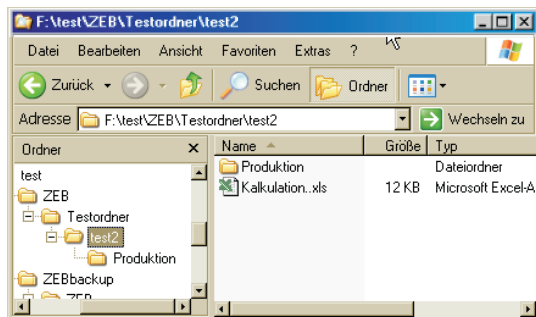 F:\test\ZEB\Testordner\test2
Datei Bearbeiten Ansicht Favoriten Extras ?
Zurück Suchen Ordner
Adresse F:\test\ZEB\Testordner\test2 Wechseln zu
Ordner x
test
ZEB
Testordner
test2
Produktion
ZEBbackup
ZEB
Name Größe Typ
Produktion Dateiordner
Kalkulation..xls 12 KB Microsoft Excel-A